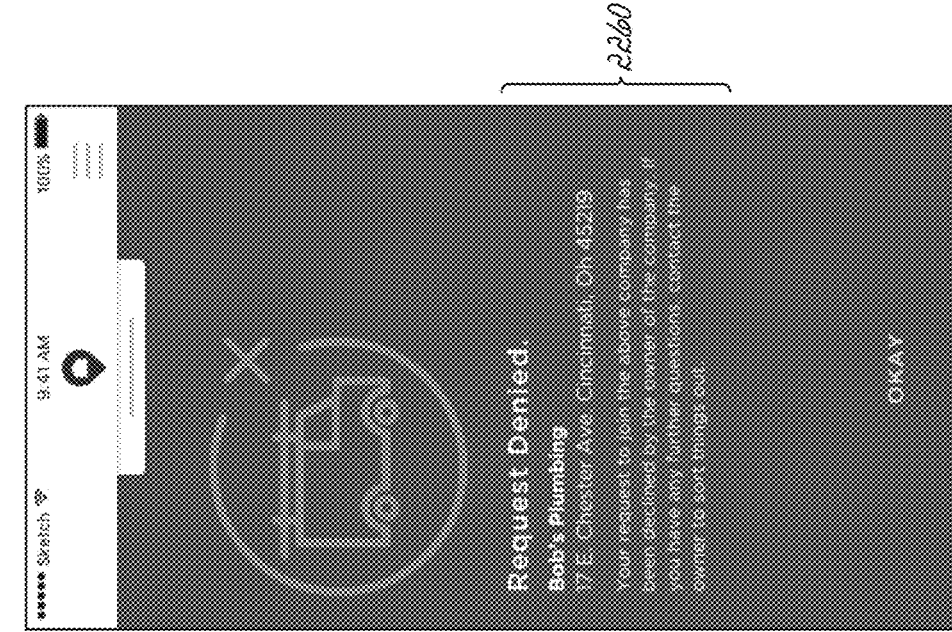 ••••• Sketch 9:41 AM 100%
Request Denied.
Bob's Plumbing
17 E. Chester Ave. Cincinnati, Oh 45219
Your request to join the above company has
been declined by the owner of the company. If
you have any further questions, contact the
owner to sort things out.
OKAY
2260